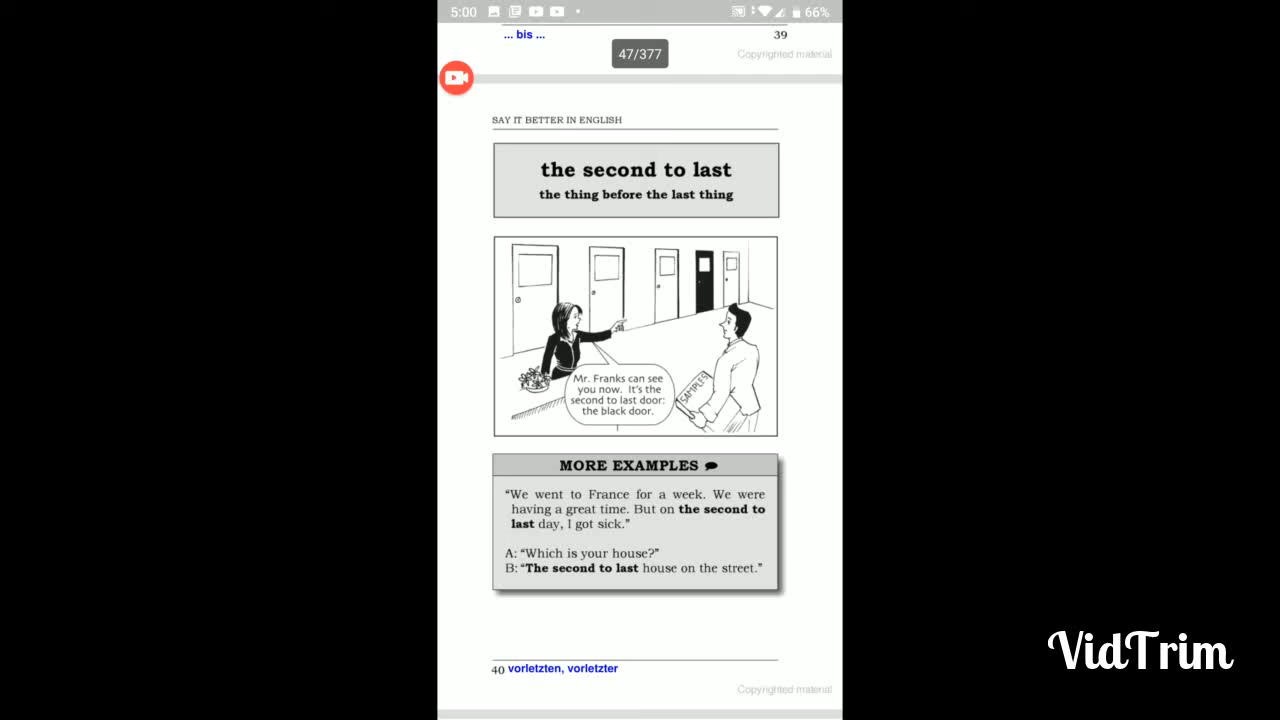 5:00
66%
... bis ...
39
47/377
Copyrighted material
SAY IT BETTER IN ENGLISH
the second to last
the thing before the last thing
Mr. Franks can see
you now. It's the
second to last door:
the black door.
SAMPLES
MORE EXAMPLES
“We went to France for a week. We were
having a great time. But on the second to
last day, I got sick.”
A: “Which is your house?”
B: “The second to last house on the street.”
40 vorletzten, vorletzter
Copyrighted material
VidTrim